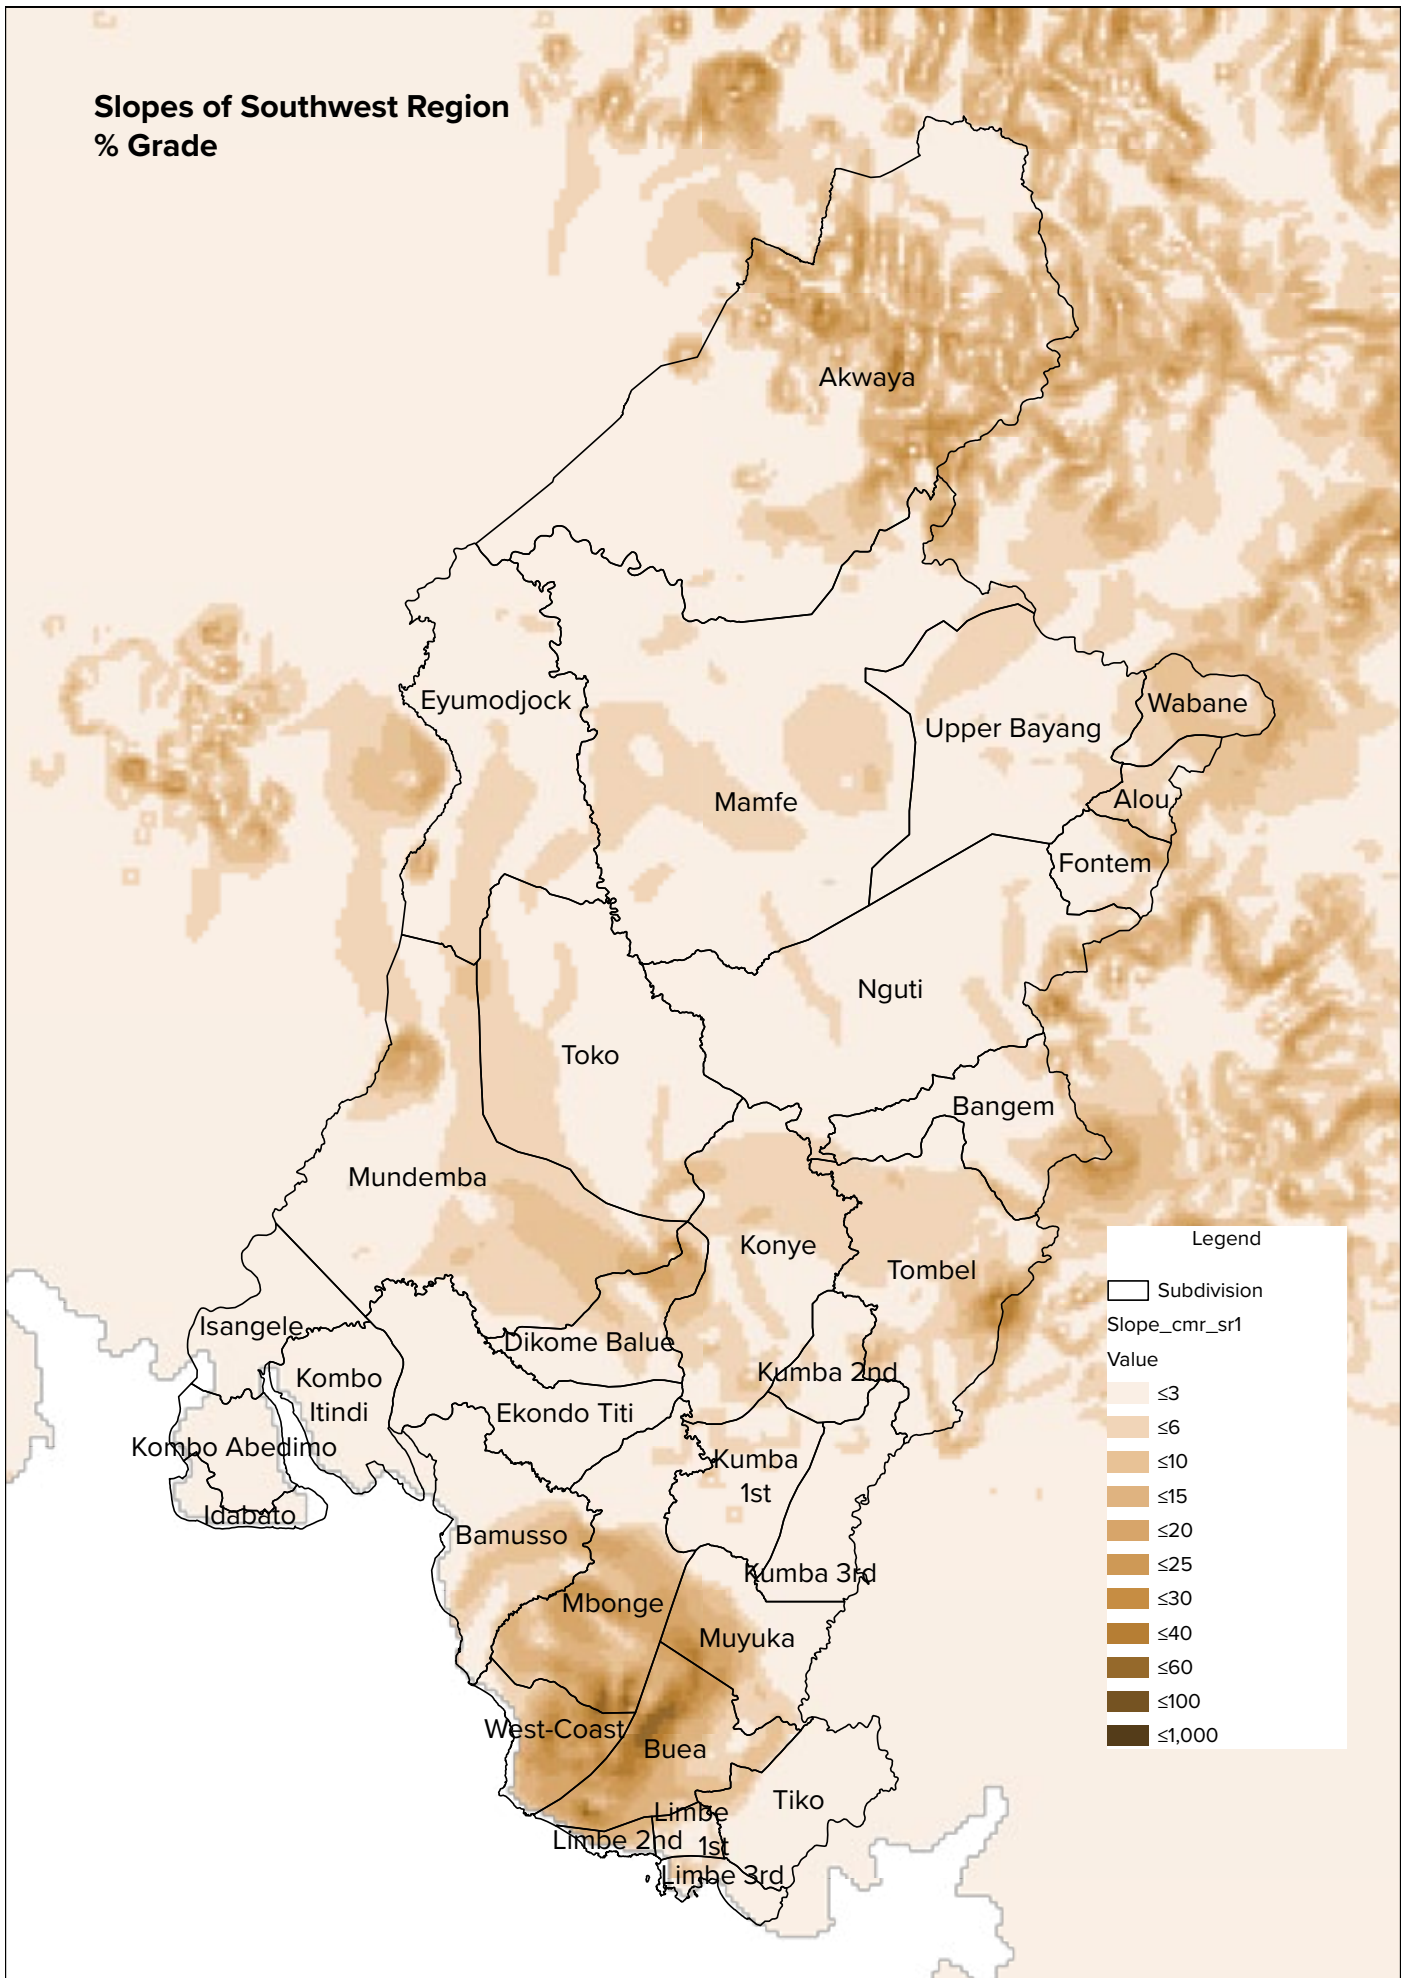 Slopes of Southwest Region
% Grade
Akwaya
Eyumodjock
Wabane
Upper Bayang
Mamfe
Alou
Fontem
Nguti
Toko
Bangem
Mundemba
Konye
Tombel
Isangele
Dikome Balue
Kumba 2nd
Kombo
Itindi
Ekondo Titi
Kombo Abedimo
Kumba
1st
Idabato
Bamusso
Kumba 3rd
Mbonge
Muyuka
West-Coast
Buea
Tiko
Limbe
1st
Limbe 2nd
Limbe 3rd
Legend
Subdivision
Slope_cmr_sr1
Value
≤3
≤6
≤10
≤15
≤20
≤25
≤30
≤40
≤60
≤100
≤1,000